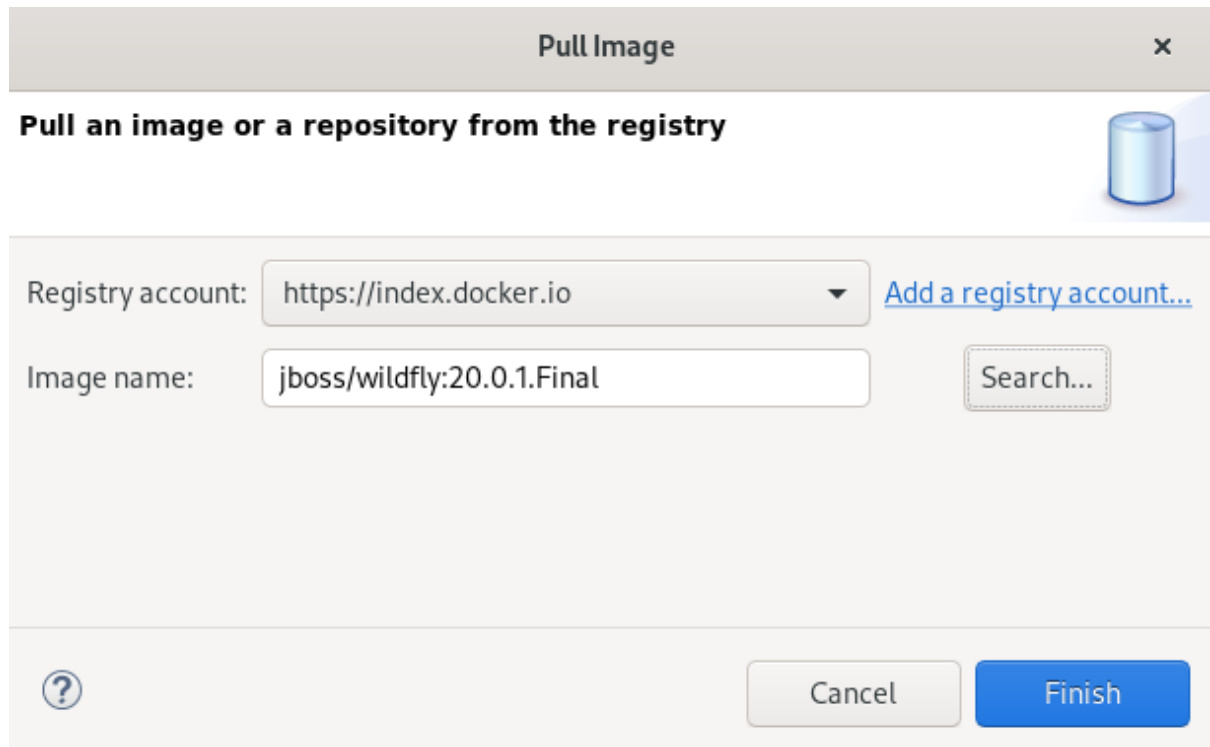 Pull Image ×
Pull an image or a repository from the registry
Registry account: https://index.docker.io Add a registry account...
Image name: jboss/wildfly:20.0.1.Final Search...
? Cancel Finish